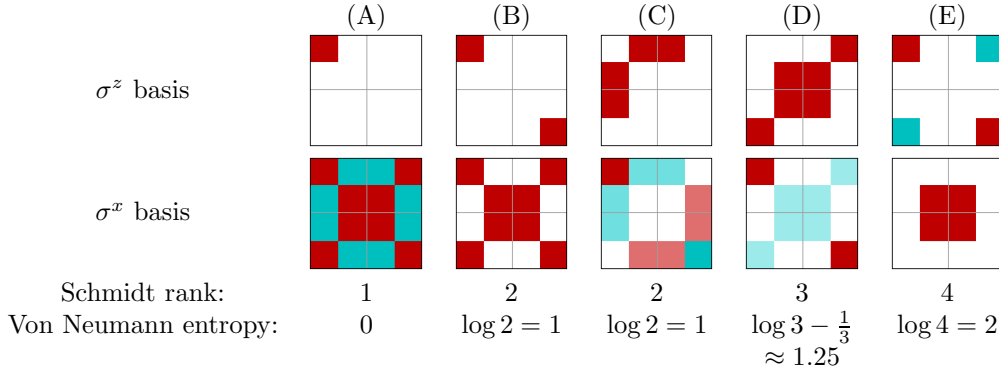 (A) (B) (C) (D) (E)
σ^z basis
σ^x basis
Schmidt rank: 1 2 2 3 4
Von Neumann entropy: 0 log 2 = 1 log 2 = 1 log 3 − 1/3 log 4 = 2
≈ 1.25